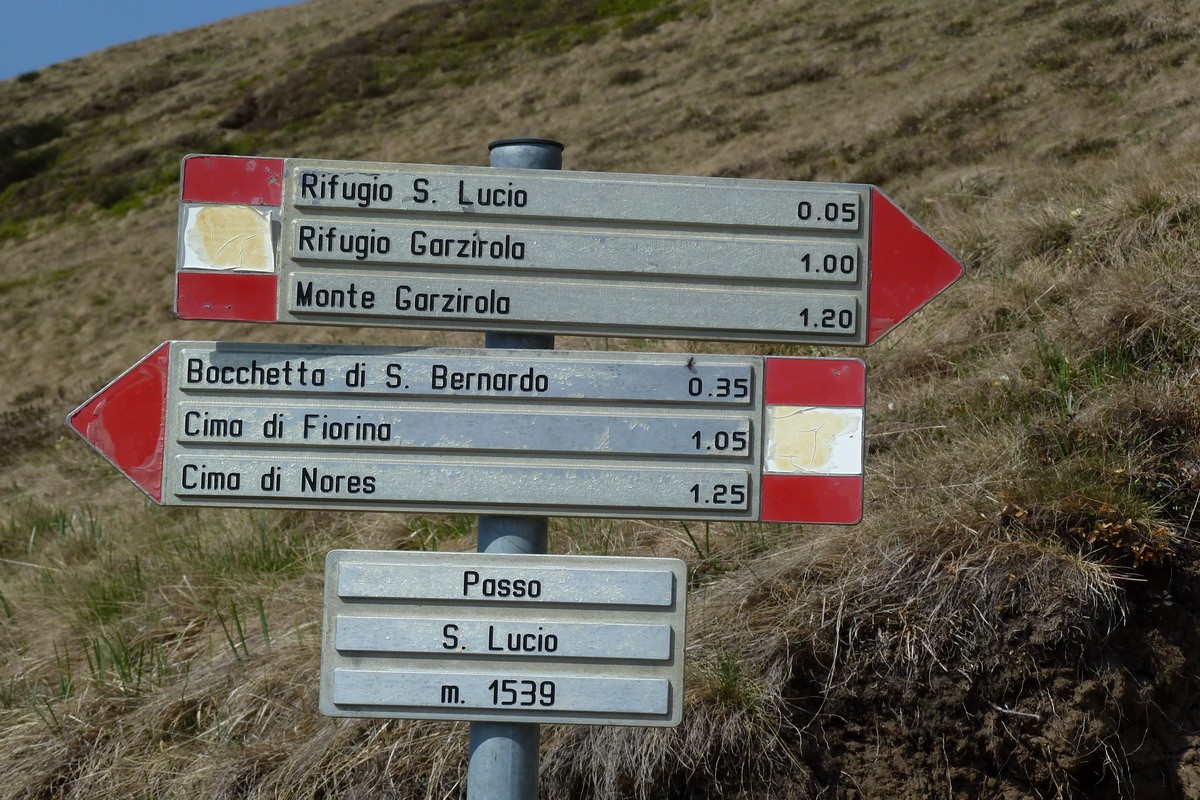 Rifugio S. Lucio 0.05
Rifugio Garzirola 1.00
Monte Garzirola 1.20
Bocchetta di S. Bernardo 0.35
Cima di Fiorina 1.05
Cima di Nores 1.25
Passo
S. Lucio
m. 1539